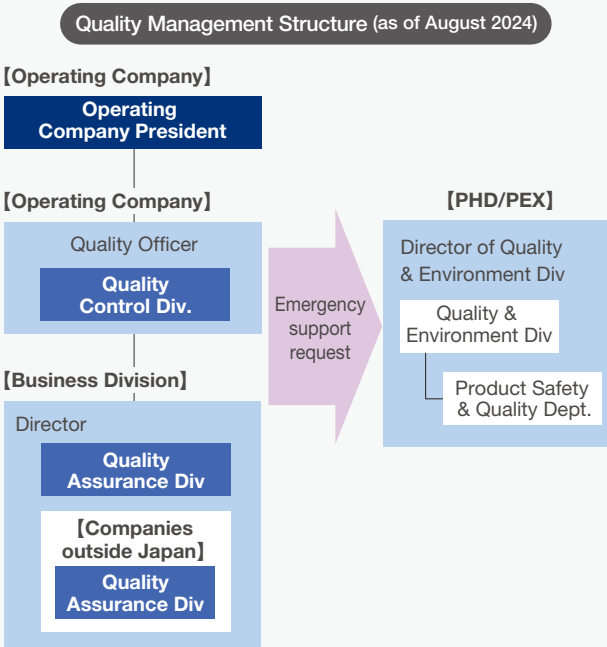 Quality Management Structure (as of August 2024)
【Operating Company】
Operating
Company President
【Operating Company】
Quality Officer
Quality
Control Div.
【Business Division】
Director
Quality
Assurance Div
【Companies
outside Japan】
Quality
Assurance Div
Emergency
support
request
【PHD/PEX】
Director of Quality
& Environment Div
Quality &
Environment Div
Product Safety
& Quality Dept.